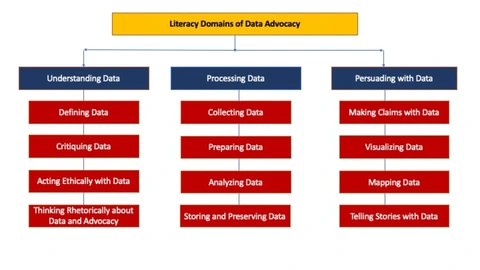 Literacy Domains of Data Advocacy
Understanding Data
Defining Data
Critiquing Data
Acting Ethically with Data
Thinking Rhetorically about
Data and Advocacy
Processing Data
Collecting Data
Preparing Data
Analyzing Data
Storing and Preserving Data
Persuading with Data
Making Claims with Data
Visualizing Data
Mapping Data
Telling Stories with Data